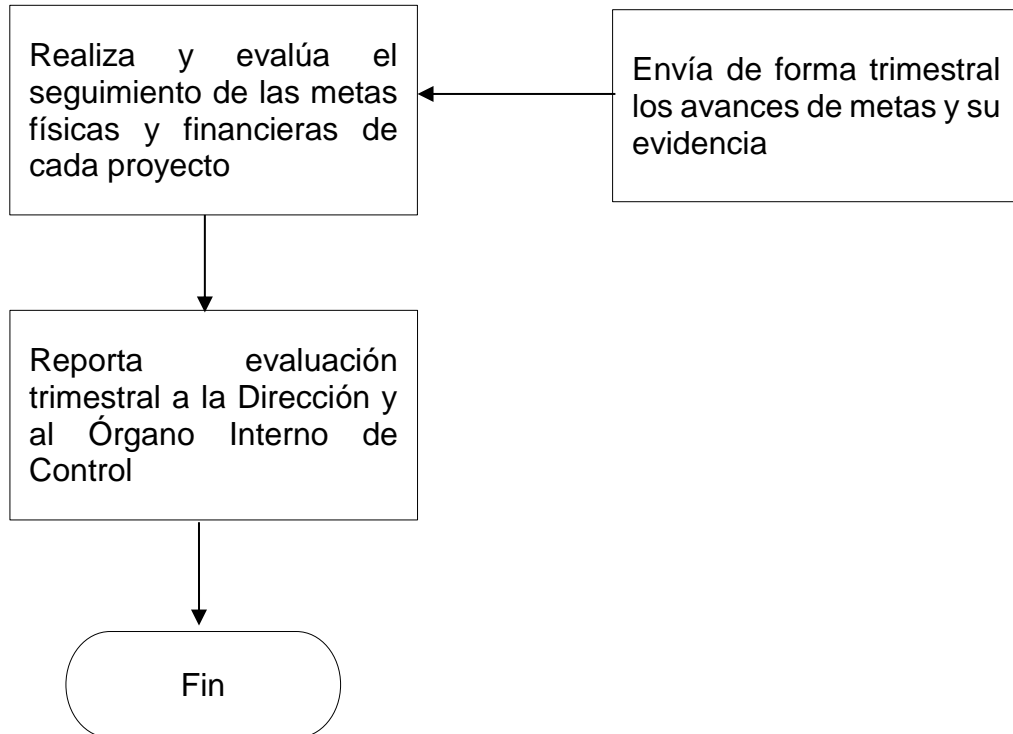 Realiza y evalúa el
seguimiento de las metas
físicas y financieras de
cada proyecto
Envía de forma trimestral
los avances de metas y su
evidencia
Reporta evaluación
trimestral a la Dirección y
al Órgano Interno de
Control
Fin